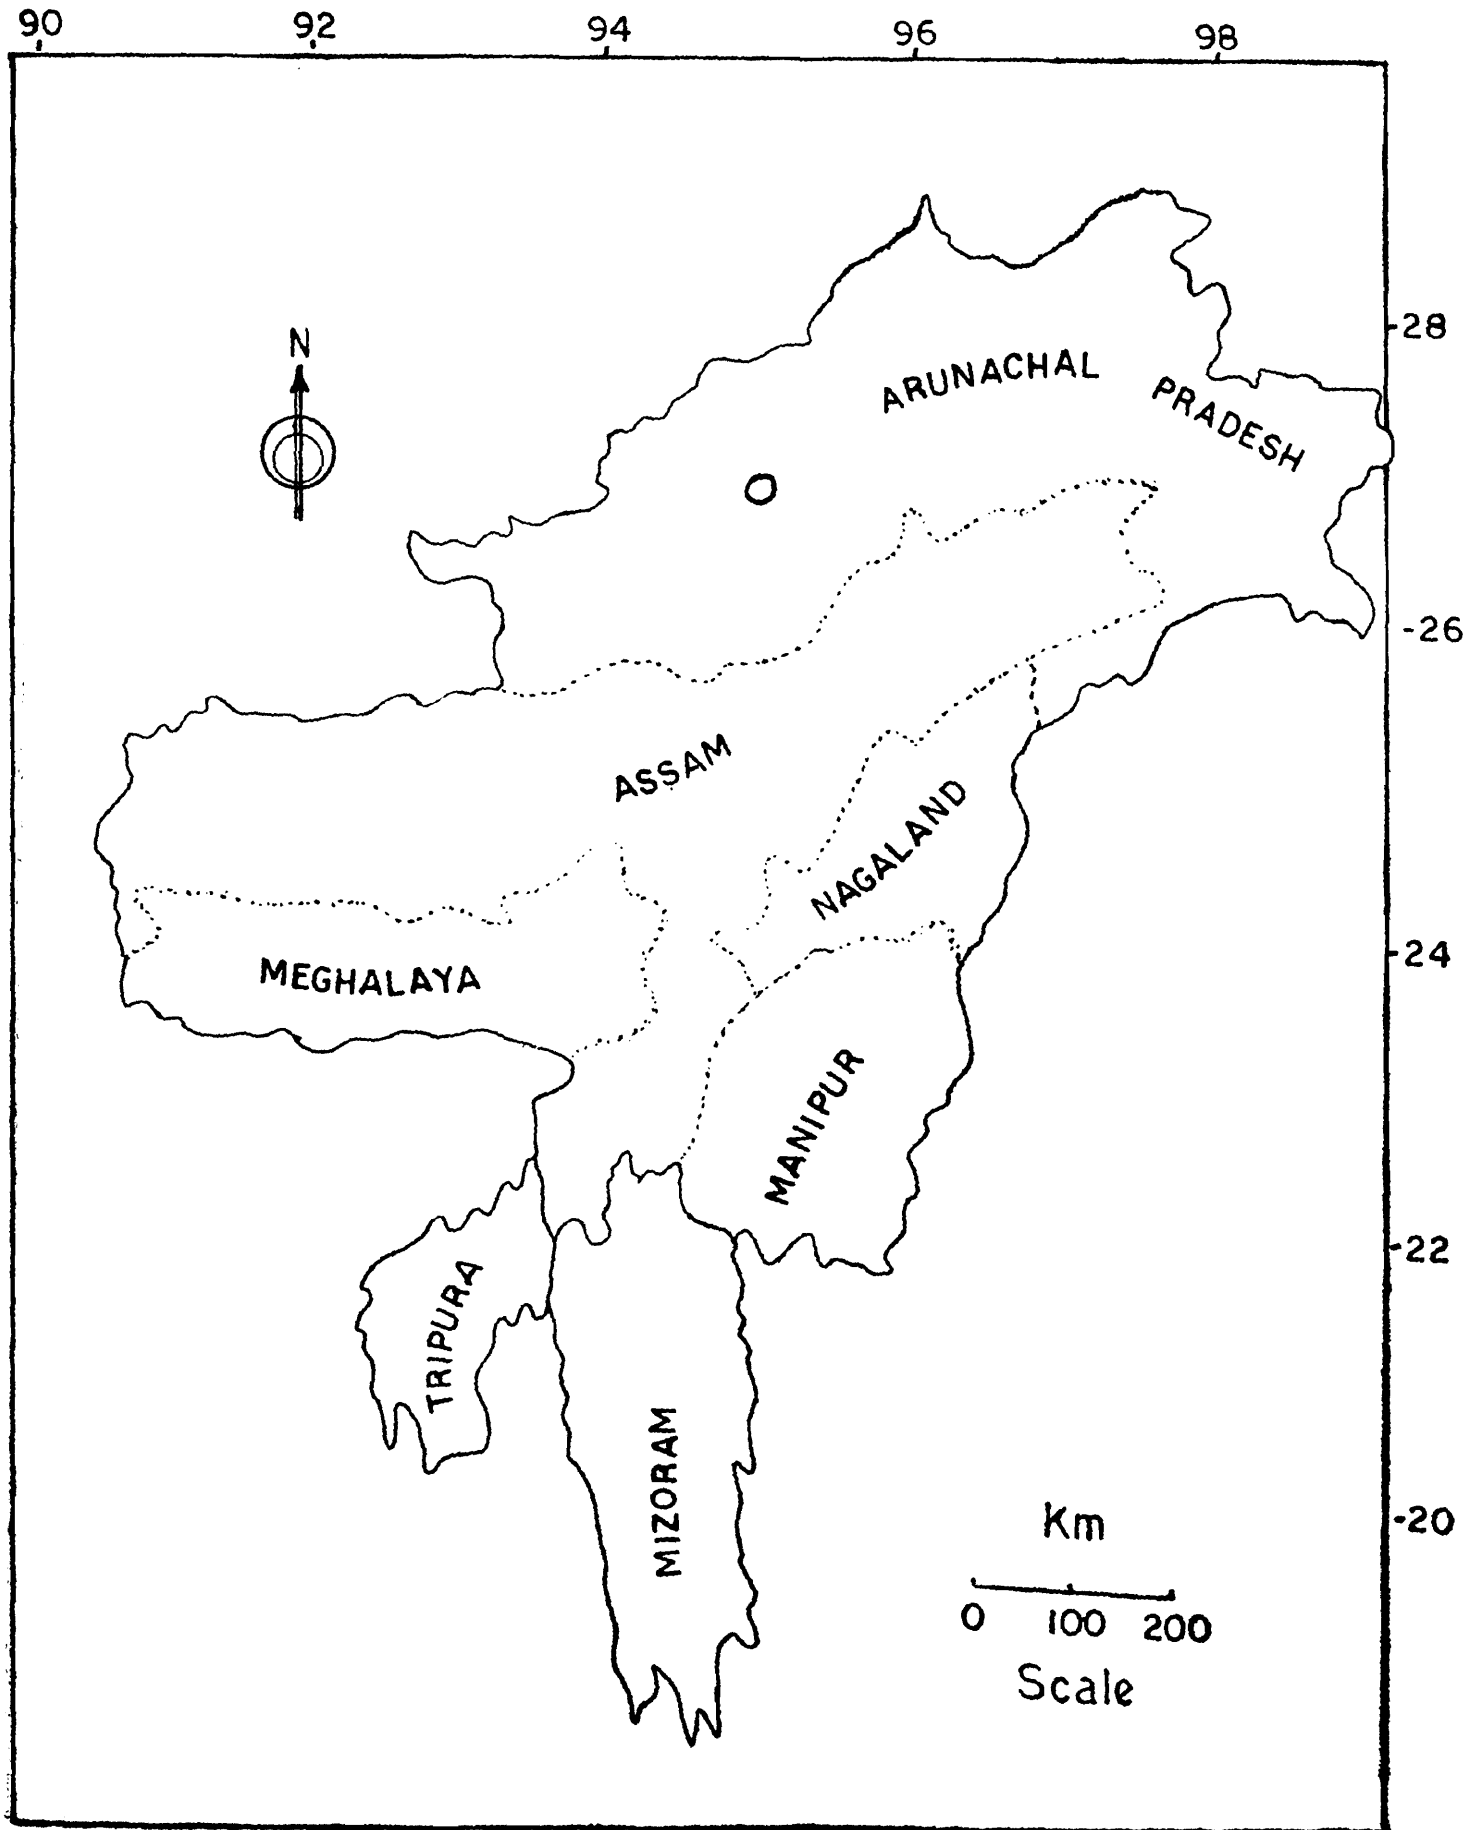 90 92 94 96 98
N
28
ARUNACHAL PRADESH
-26
ASSAM
NAGALAND
24
MEGHALAYA
MANIPUR
22
TRIPURA
MIZORAM
-20
Km
0 100 200
Scale